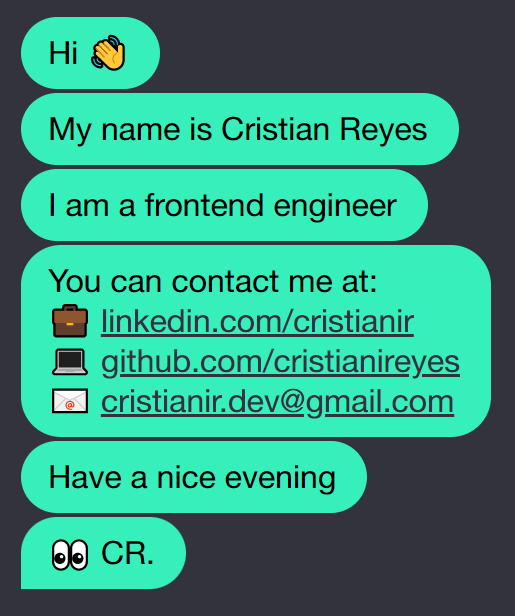 Hi 👋
My name is Cristian Reyes
I am a frontend engineer
You can contact me at:
💼 linkedin.com/cristianir
💻 github.com/cristianireyes
📧 cristianir.dev@gmail.com
Have a nice evening
👀 CR.